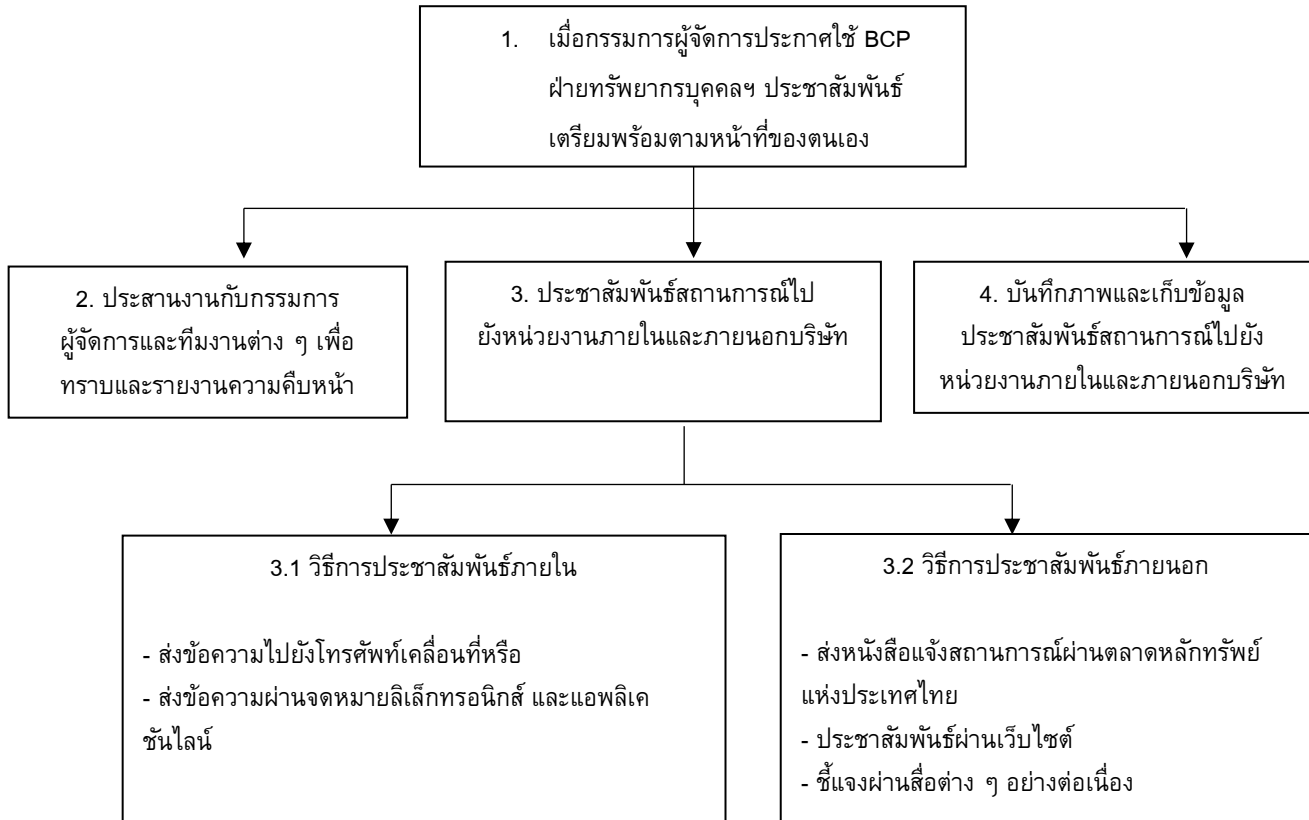 1. เมื่อกรรมการผู้จัดการประกาศใช้ BCP
ฝ่ายทรัพยากรบุคคลฯ ประชาสัมพันธ์
เตรียมพร้อมตามหน้าที่ของตนเอง
2. ประสานงานกับกรรมการ
ผู้จัดการและทีมงานต่าง ๆ เพื่อ
ทราบและรายงานความคืบหน้า
3. ประชาสัมพันธ์สถานการณ์ไป
ยังหน่วยงานภายในและภายนอกบริษัท
4. บันทึกภาพและเก็บข้อมูล
ประชาสัมพันธ์สถานการณ์ไปยัง
หน่วยงานภายในและภายนอกบริษัท
3.1 วิธีการประชาสัมพันธ์ภายใน
- ส่งข้อความไปยังโทรศัพท์เคลื่อนที่หรือ
- ส่งข้อความผ่านจดหมายลิเล็กทรอนิกส์ และแอพลิเค
ชันไลน์
3.2 วิธีการประชาสัมพันธ์ภายนอก
- ส่งหนังสือแจ้งสถานการณ์ผ่านตลาดหลักทรัพย์
แห่งประเทศไทย
- ประชาสัมพันธ์ผ่านเว็บไซต์
- ชี้แจงผ่านสื่อต่าง ๆ อย่างต่อเนื่อง